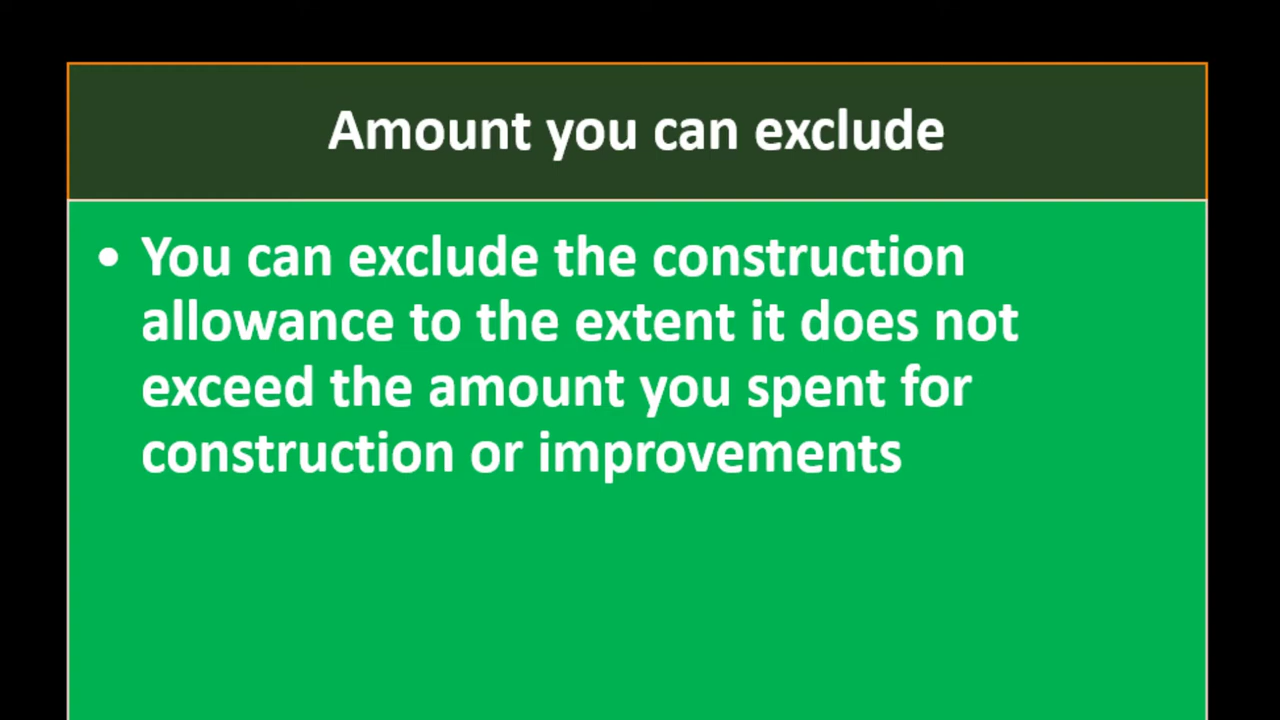 Amount you can exclude
• You can exclude the construction
allowance to the extent it does not
exceed the amount you spent for
construction or improvements